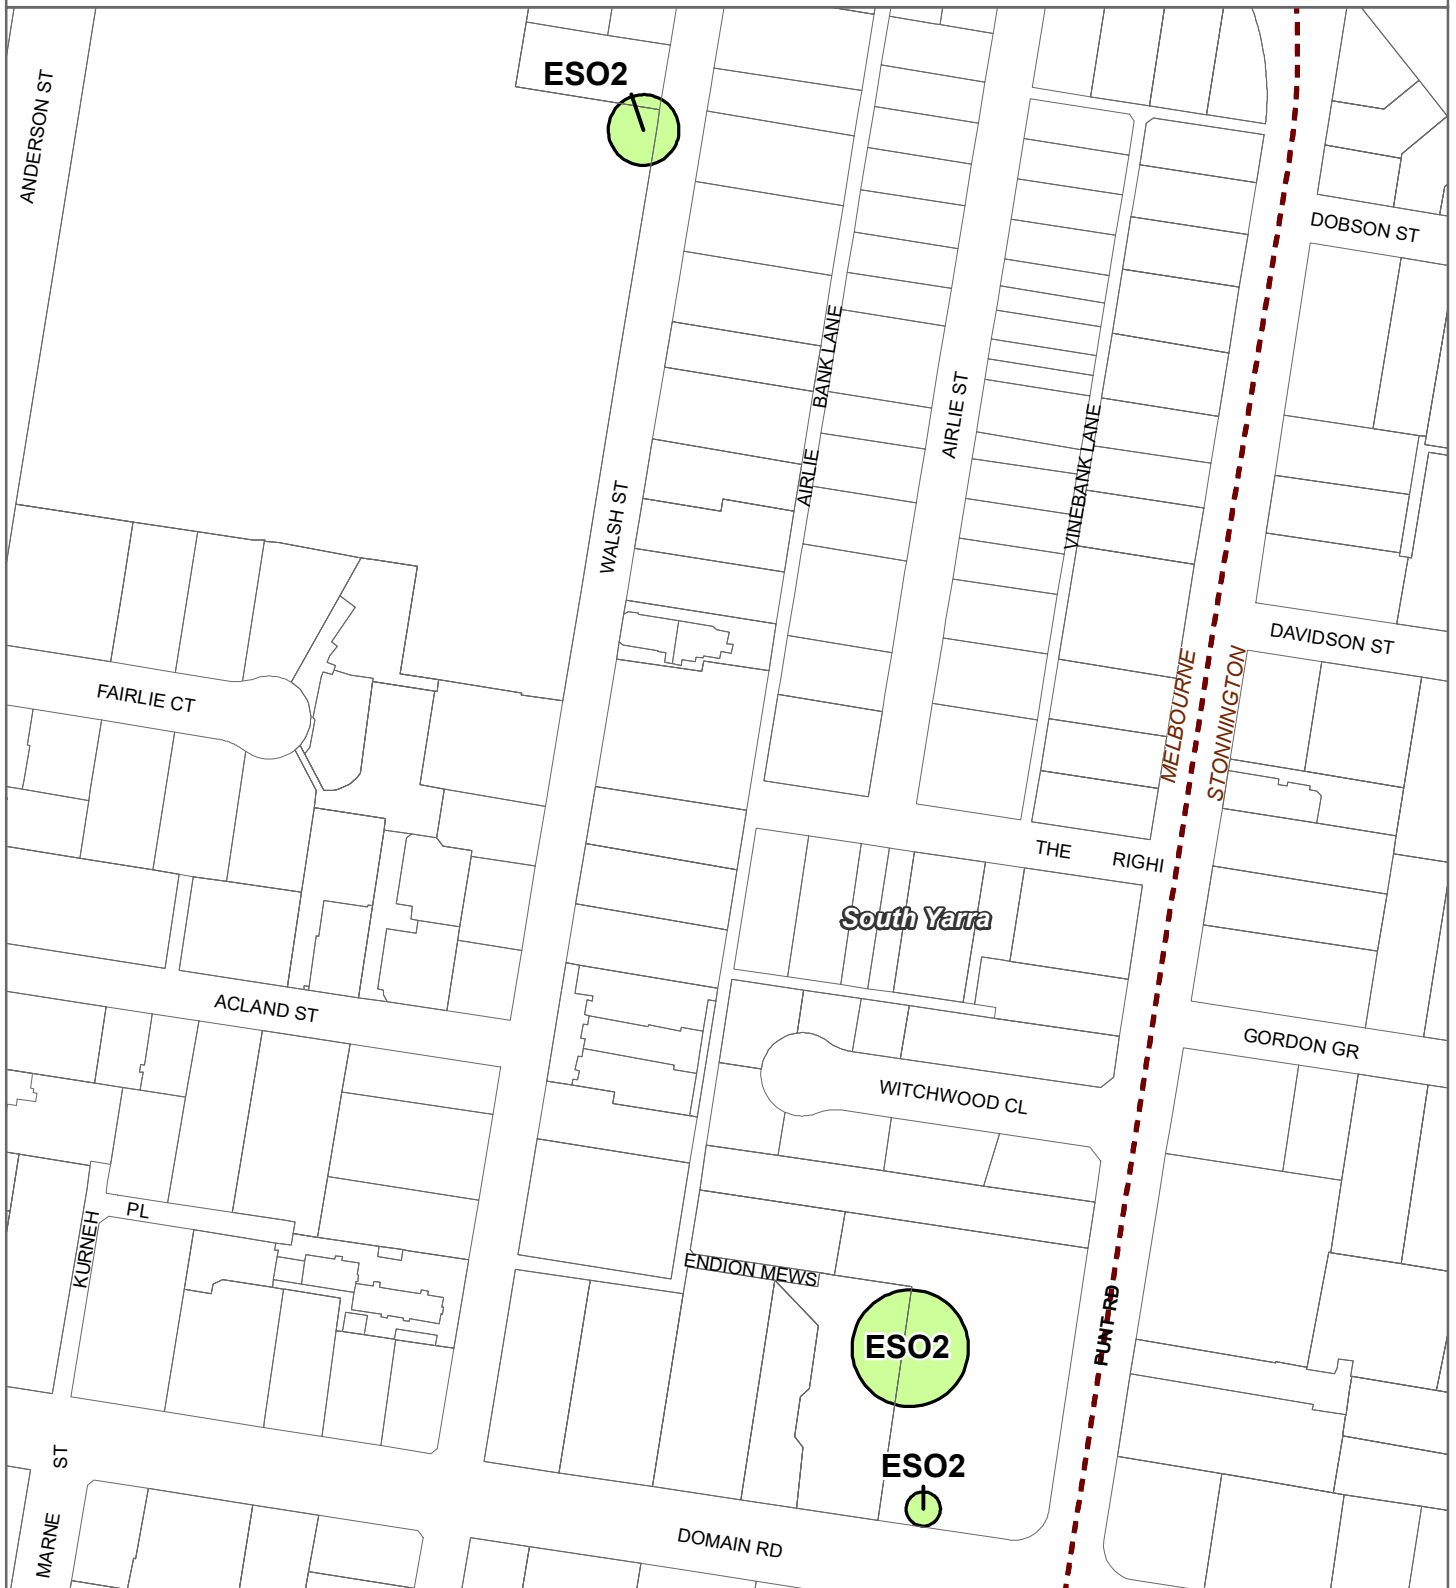 ESO2
ANDERSON ST
DOBSON ST
AIRLIE BANK LANE
AIRLIE ST
VINEBANK LANE
WALSH ST
DAVIDSON ST
MELBOURNE
STONNINGTON
FAIRLIE CT
THE RIGHI
South Yarra
ACLAND ST
GORDON GR
WITCHWOOD CL
KURNEH PL
ENDION MEWS
PUNT RD
ESO2
ESO2
MARNE ST
DOMAIN RD